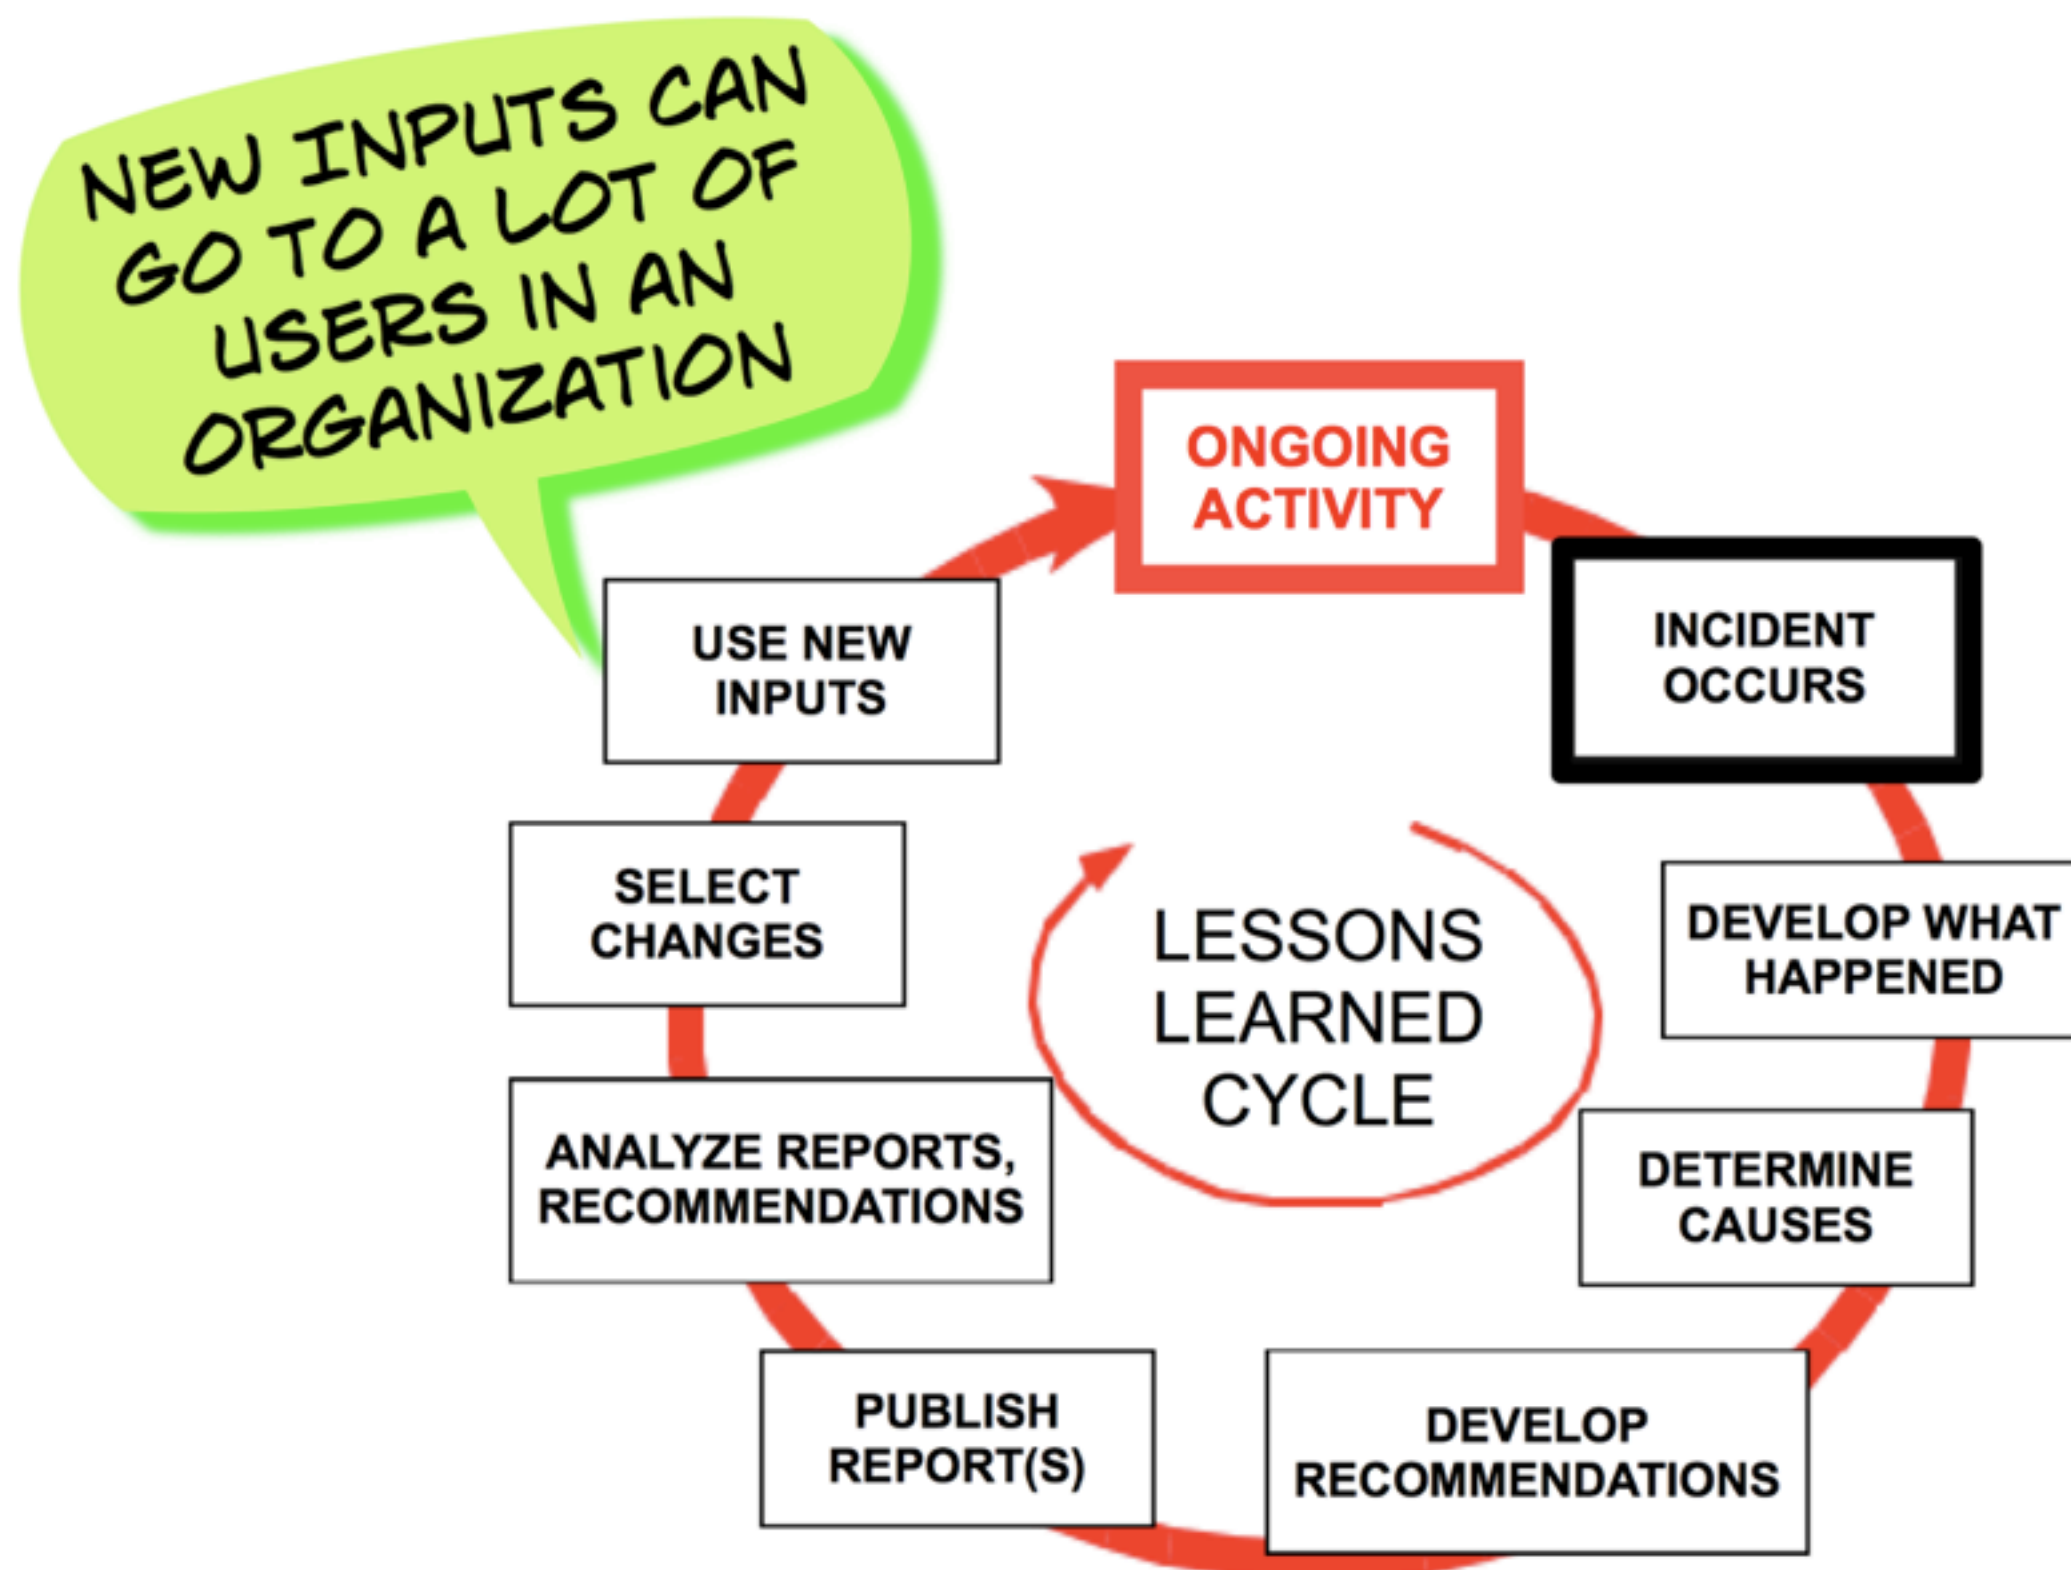 NEW INPUTS CAN
GO TO A LOT OF
USERS IN AN
ORGANIZATION
ONGOING
ACTIVITY
INCIDENT
OCCURS
DEVELOP WHAT
HAPPENED
DETERMINE
CAUSES
DEVELOP
RECOMMENDATIONS
PUBLISH
REPORT(S)
ANALYZE REPORTS,
RECOMMENDATIONS
SELECT
CHANGES
USE NEW
INPUTS
LESSONS
LEARNED
CYCLE